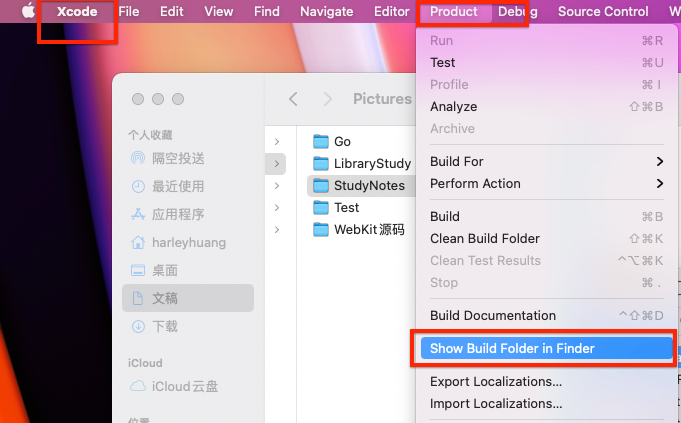 Xcode File Edit View Find Navigate Editor Product Debug Source Control
Pictures
个人收藏
隔空投送
最近使用
应用程序
harleyhuang
桌面
文稿
下载
iCloud
iCloud云盘
位置
Go
LibraryStudy
StudyNotes
Test
WebKit源码
Run ⌘R
Test ⌘U
Profile ⌘I
Analyze ⇧⌘B
Archive
Build For
Perform Action
Build ⌘B
Clean Build Folder ⇧⌘K
Clean Test Results ^⌥⌘K
Stop ⌘.
Build Documentation ^⇧⌘D
Show Build Folder in Finder
Export Localizations...
Import Localizations...